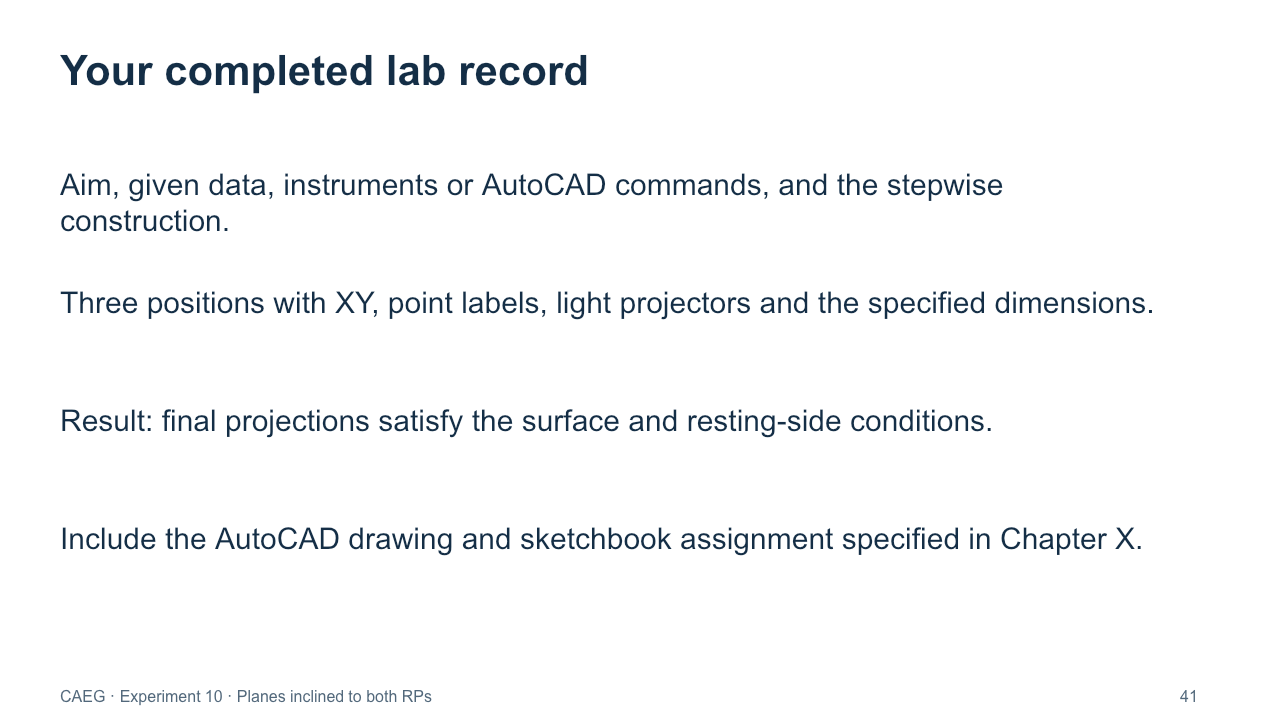 Your completed lab record
Aim, given data, instruments or AutoCAD commands, and the stepwise
construction.
Three positions with XY, point labels, light projectors and the specified dimensions.
Result: final projections satisfy the surface and resting-side conditions.
Include the AutoCAD drawing and sketchbook assignment specified in Chapter X.
CAEG · Experiment 10 · Planes inclined to both RPs
41